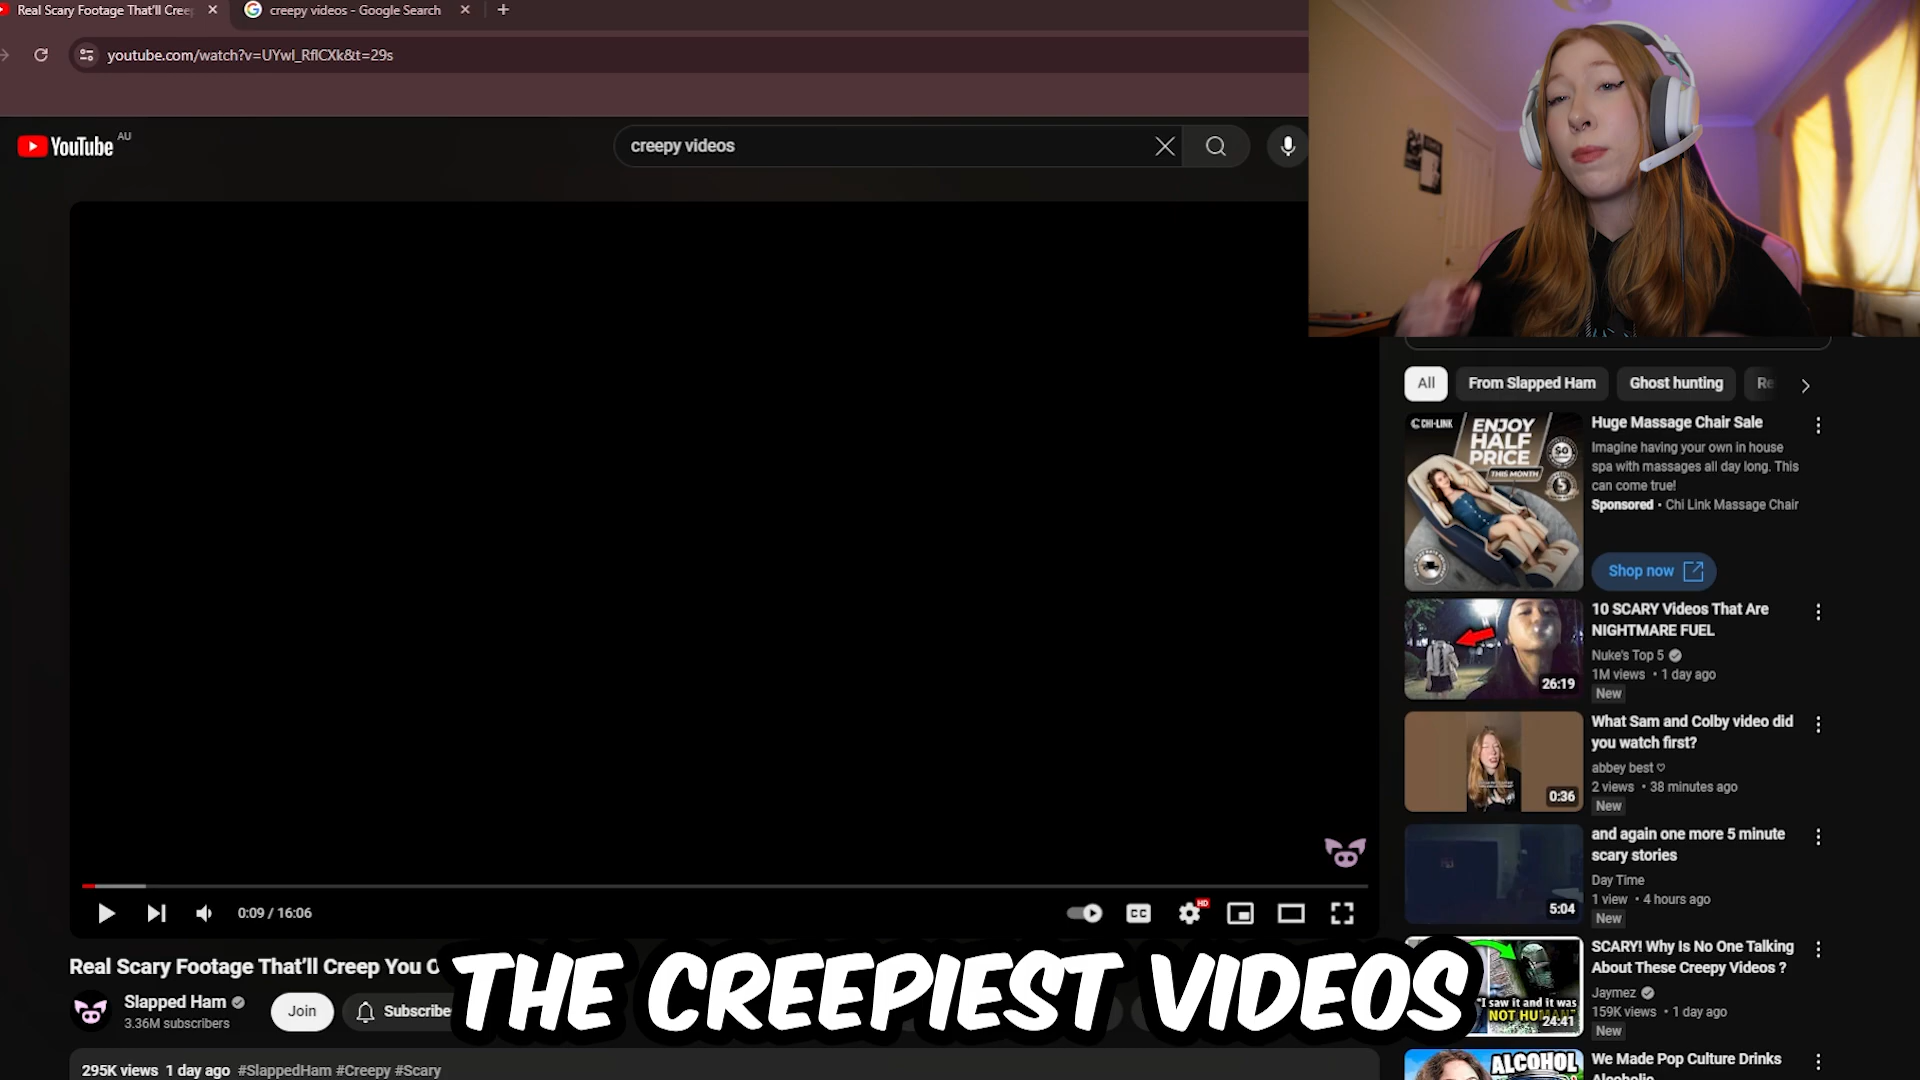 Real Scary Footage That'll Cree
creepy videos - Google Search
youtube.com/watch?v=UYwl_RflCXk&t=29s
YouTube AU
creepy videos
All
From Slapped Ham
Ghost hunting
Re
CHI-LINK
ENJOY
HALF
PRICE
THIS MONTH
Huge Massage Chair Sale
Imagine having your own in house
spa with massages all day long. This
can come true!
Sponsored • Chi Link Massage Chair
Shop now
10 SCARY Videos That Are
NIGHTMARE FUEL
Nuke's Top 5
1M views • 1 day ago
New
26:19
What Sam and Colby video did
you watch first?
abbey best ♡
2 views • 38 minutes ago
New
0:36
and again one more 5 minute
scary stories
Day Time
1 view • 4 hours ago
New
5:04
SCARY! Why Is No One Talking
About These Creepy Videos ?
Jaymez
159K views • 1 day ago
New
"I saw it and it was
NOT HUMAN"
24:41
We Made Pop Culture Drinks
ALCOHOL
0:09 / 16:06
CC
HD
Real Scary Footage That'll Creep You O
THE CREEPIEST VIDEOS
Slapped Ham
3.36M subscribers
Join
Subscribe
295K views 1 day ago #SlappedHam #Creepy #Scary